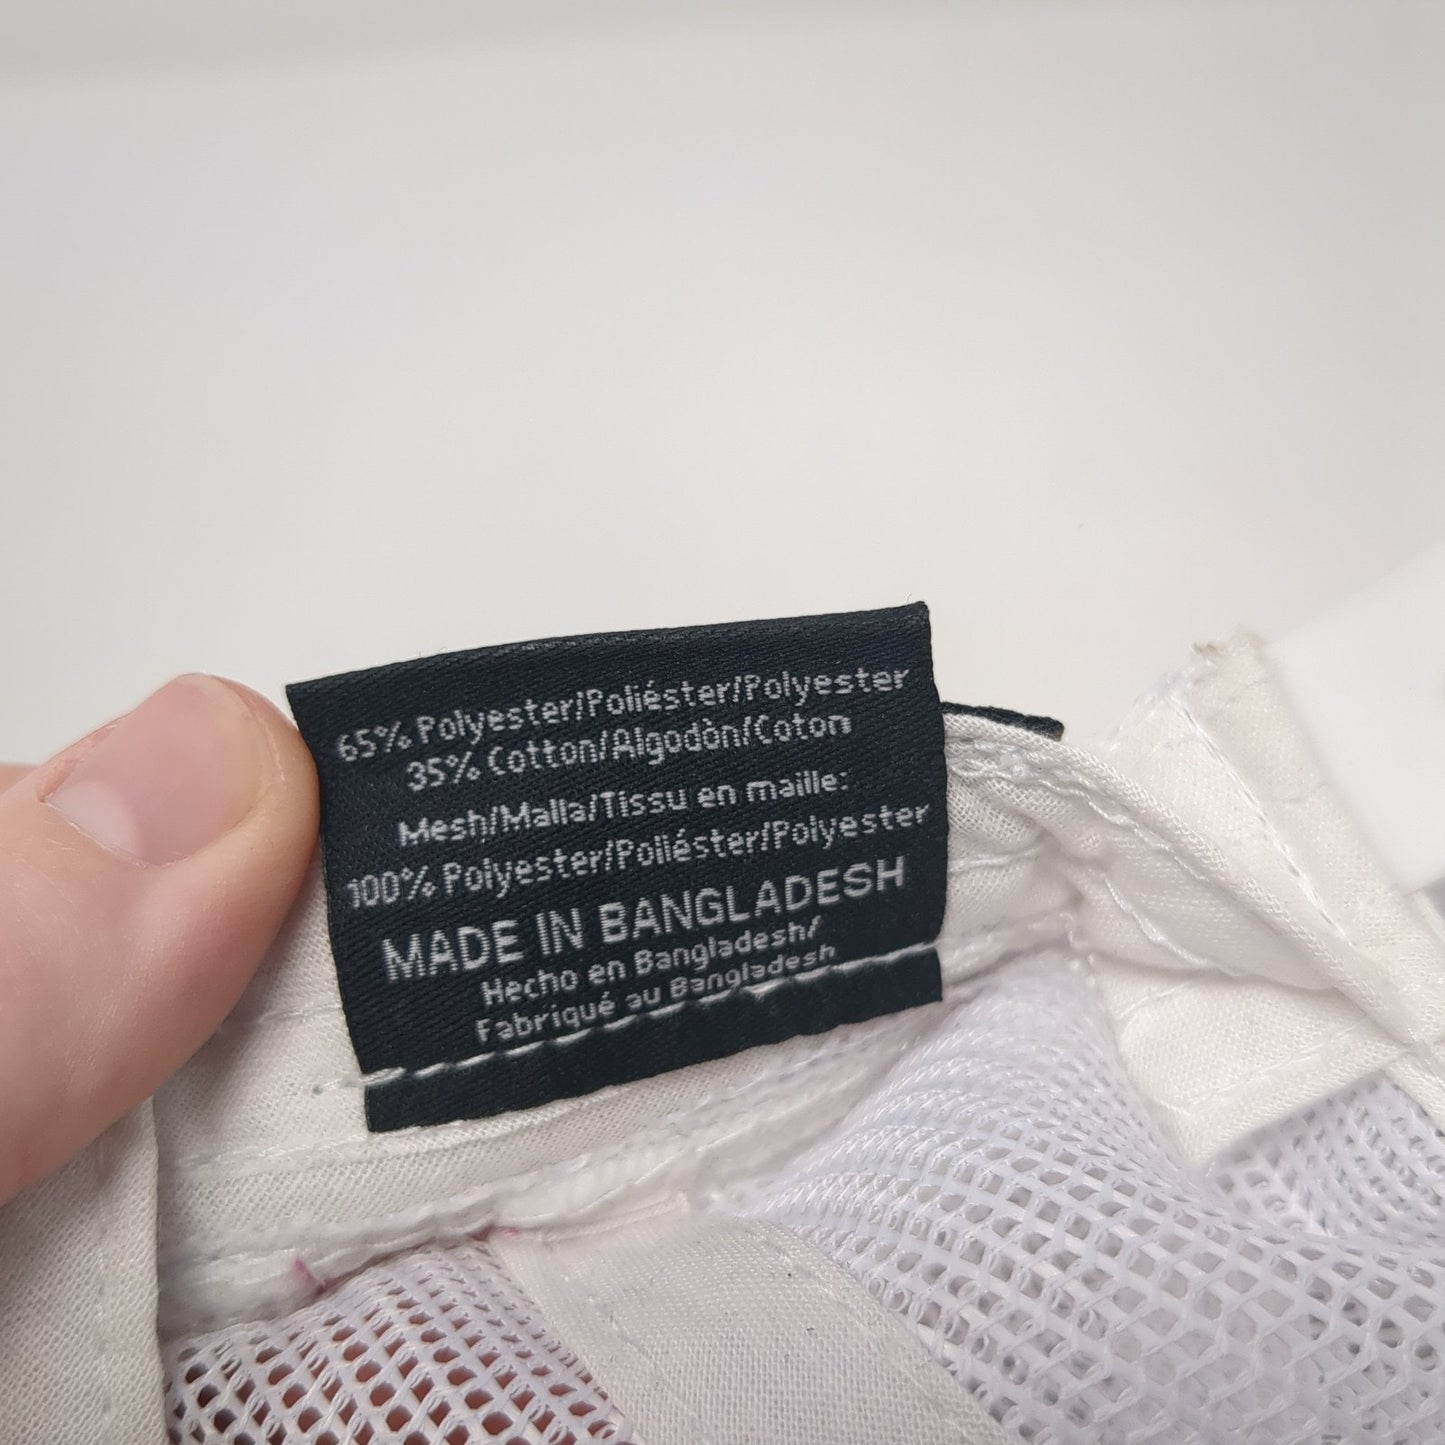 65% Polyester/Poliéster/Polyester
35% Cotton/Algodòn/Coton
Mesh/Malla/Tissu en maille:
100% Polyester/Poliéster/Polyester
MADE IN BANGLADESH
Hecho en Bangladesh/
Fabriqué au Bangladesh